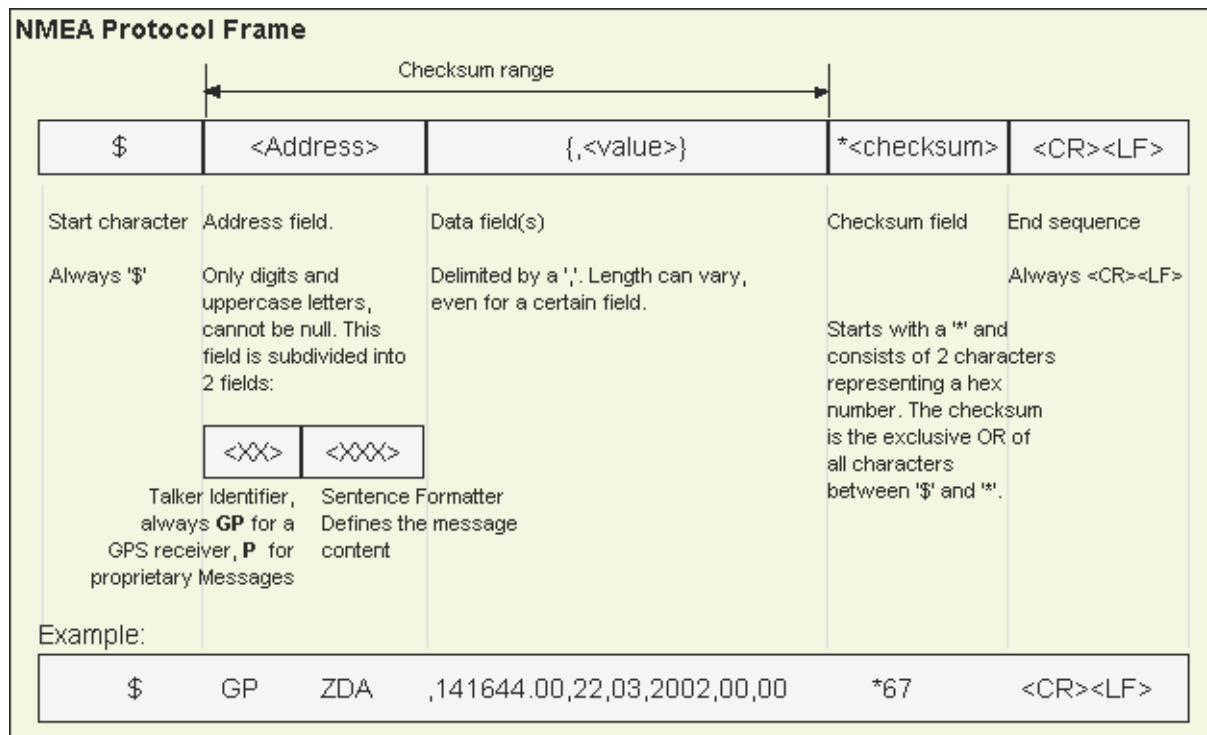 NMEA Protocol Frame
Checksum range
$ <Address> {,<value>} *<checksum> <CR><LF>
Start character Address field. Data field(s) Checksum field End sequence
Always '$' Only digits and Delimited by a ','. Length can vary, Always <CR><LF>
uppercase letters, even for a certain field.
cannot be null. This Starts with a '*' and
field is subdivided into consists of 2 characters
2 fields: representing a hex
number. The checksum
<XX> <XXX> is the exclusive OR of
all characters
Talker Identifier, Sentence Formatter between '$' and '*'.
always GP for a Defines the message
GPS receiver, P for content
proprietary Messages
Example:
$ GP ZDA ,141644.00,22,03,2002,00,00 *67 <CR><LF>